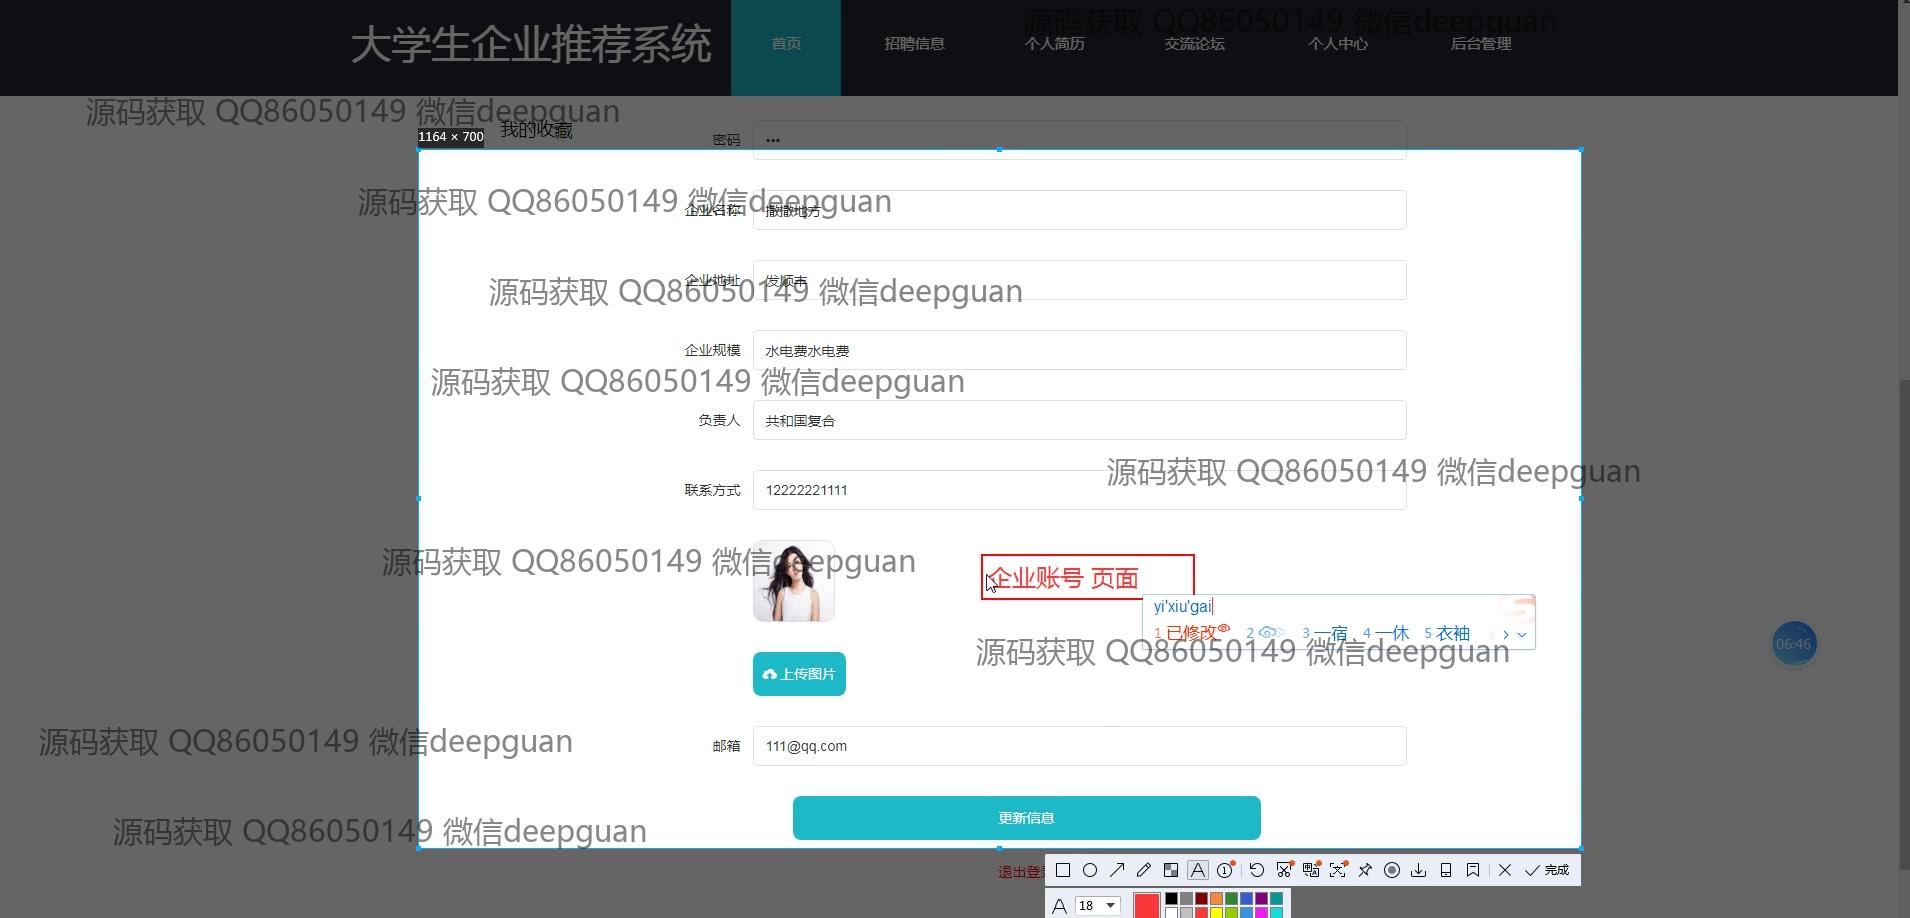 大学生企业推荐系统
首页
招聘信息
个人简历
交流论坛
个人中心
后台管理
源码获取 QQ86050149 微信deepguan
源码获取 QQ86050149 微信deepguan
1164 × 700
我的收藏
密码
•••
源码获取 QQ86050149 微信deepguan
企业名称
撒撒地方
源码获取 QQ86050149 微信deepguan
企业地址
发顺丰
企业规模
水电费水电费
源码获取 QQ86050149 微信deepguan
负责人
共和国复合
源码获取 QQ86050149 微信deepguan
联系方式
12222221111
源码获取 QQ86050149 微信deepguan
企业账号 页面
yi'xiu'gai
1 已修改 2 3 一宿 4 一休 5 衣袖
源码获取 QQ86050149 微信deepguan
06:46
上传图片
源码获取 QQ86050149 微信deepguan
邮箱
111@qq.com
更新信息
源码获取 QQ86050149 微信deepguan
退出登
A
1
完成
A
18